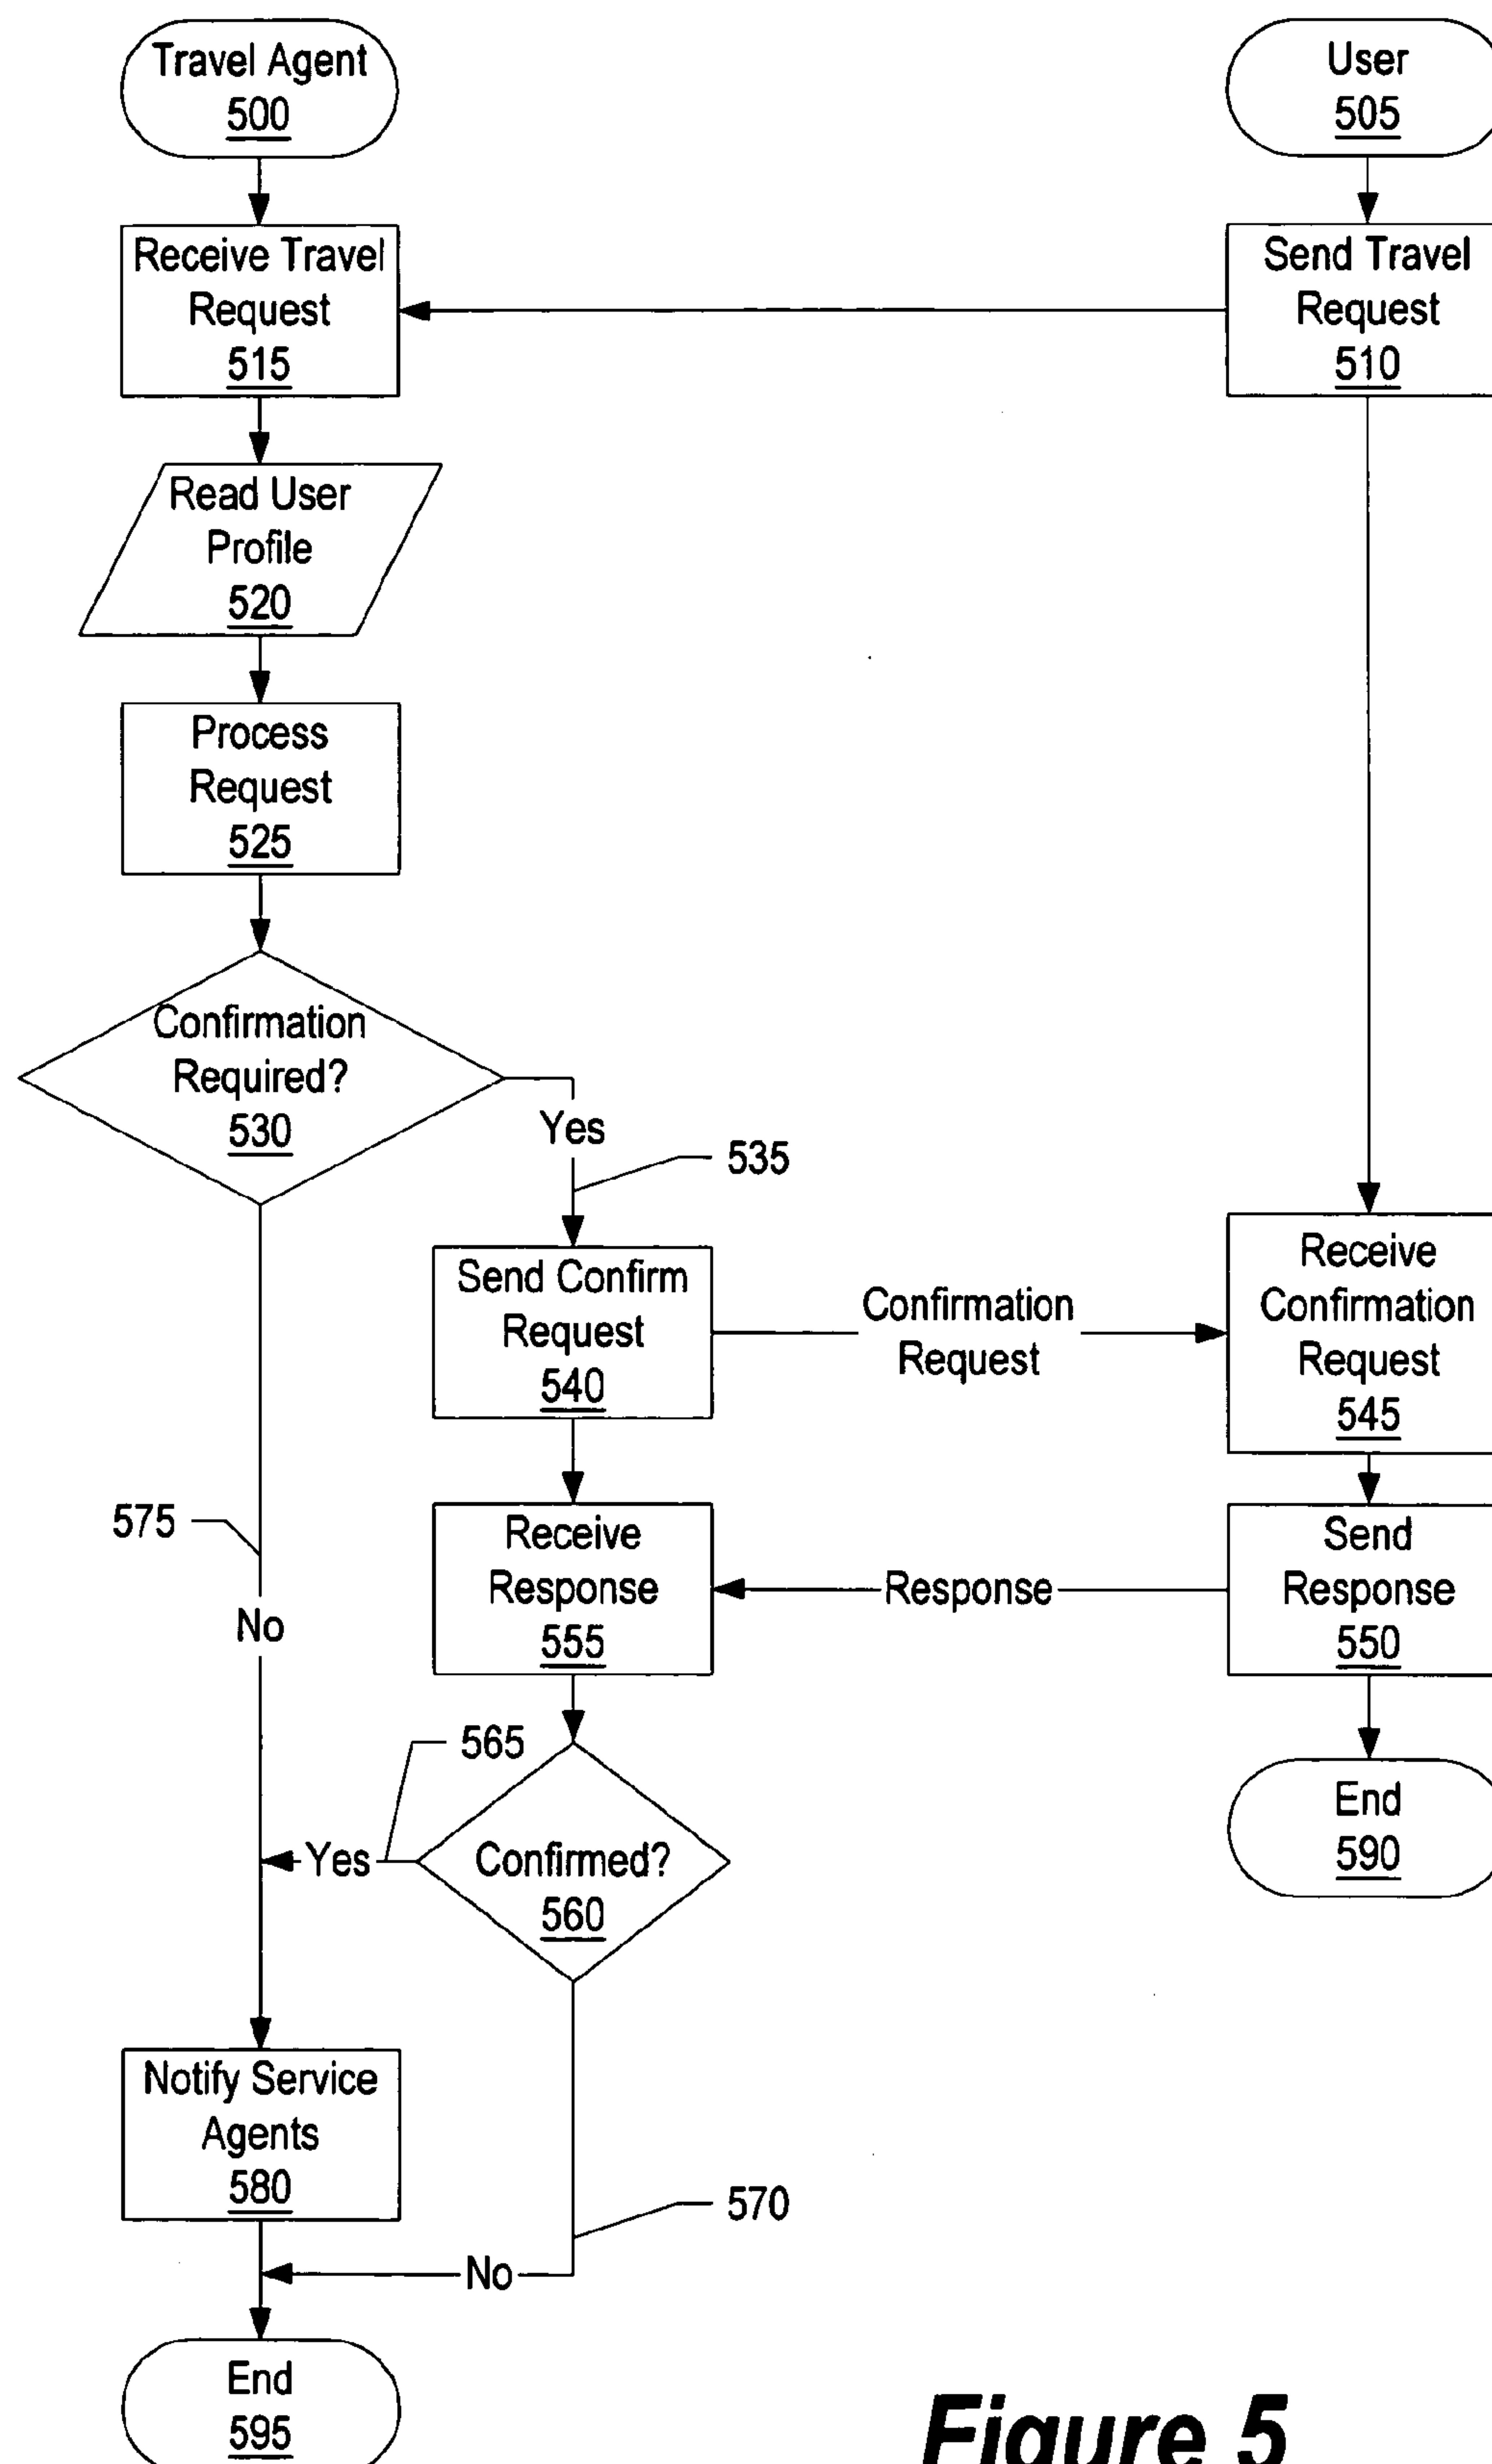 Travel Agent
500
User
505
Receive Travel
Request
515
Send Travel
Request
510
Read User
Profile
520
Process
Request
525
Confirmation
Required?
530
Yes
535
Send Confirm
Request
540
Confirmation
Request
Receive
Confirmation
Request
545
575
No
Receive
Response
555
Response
Send
Response
550
565
Yes
Confirmed?
560
End
590
Notify Service
Agents
580
570
No
End
595
Figure 5